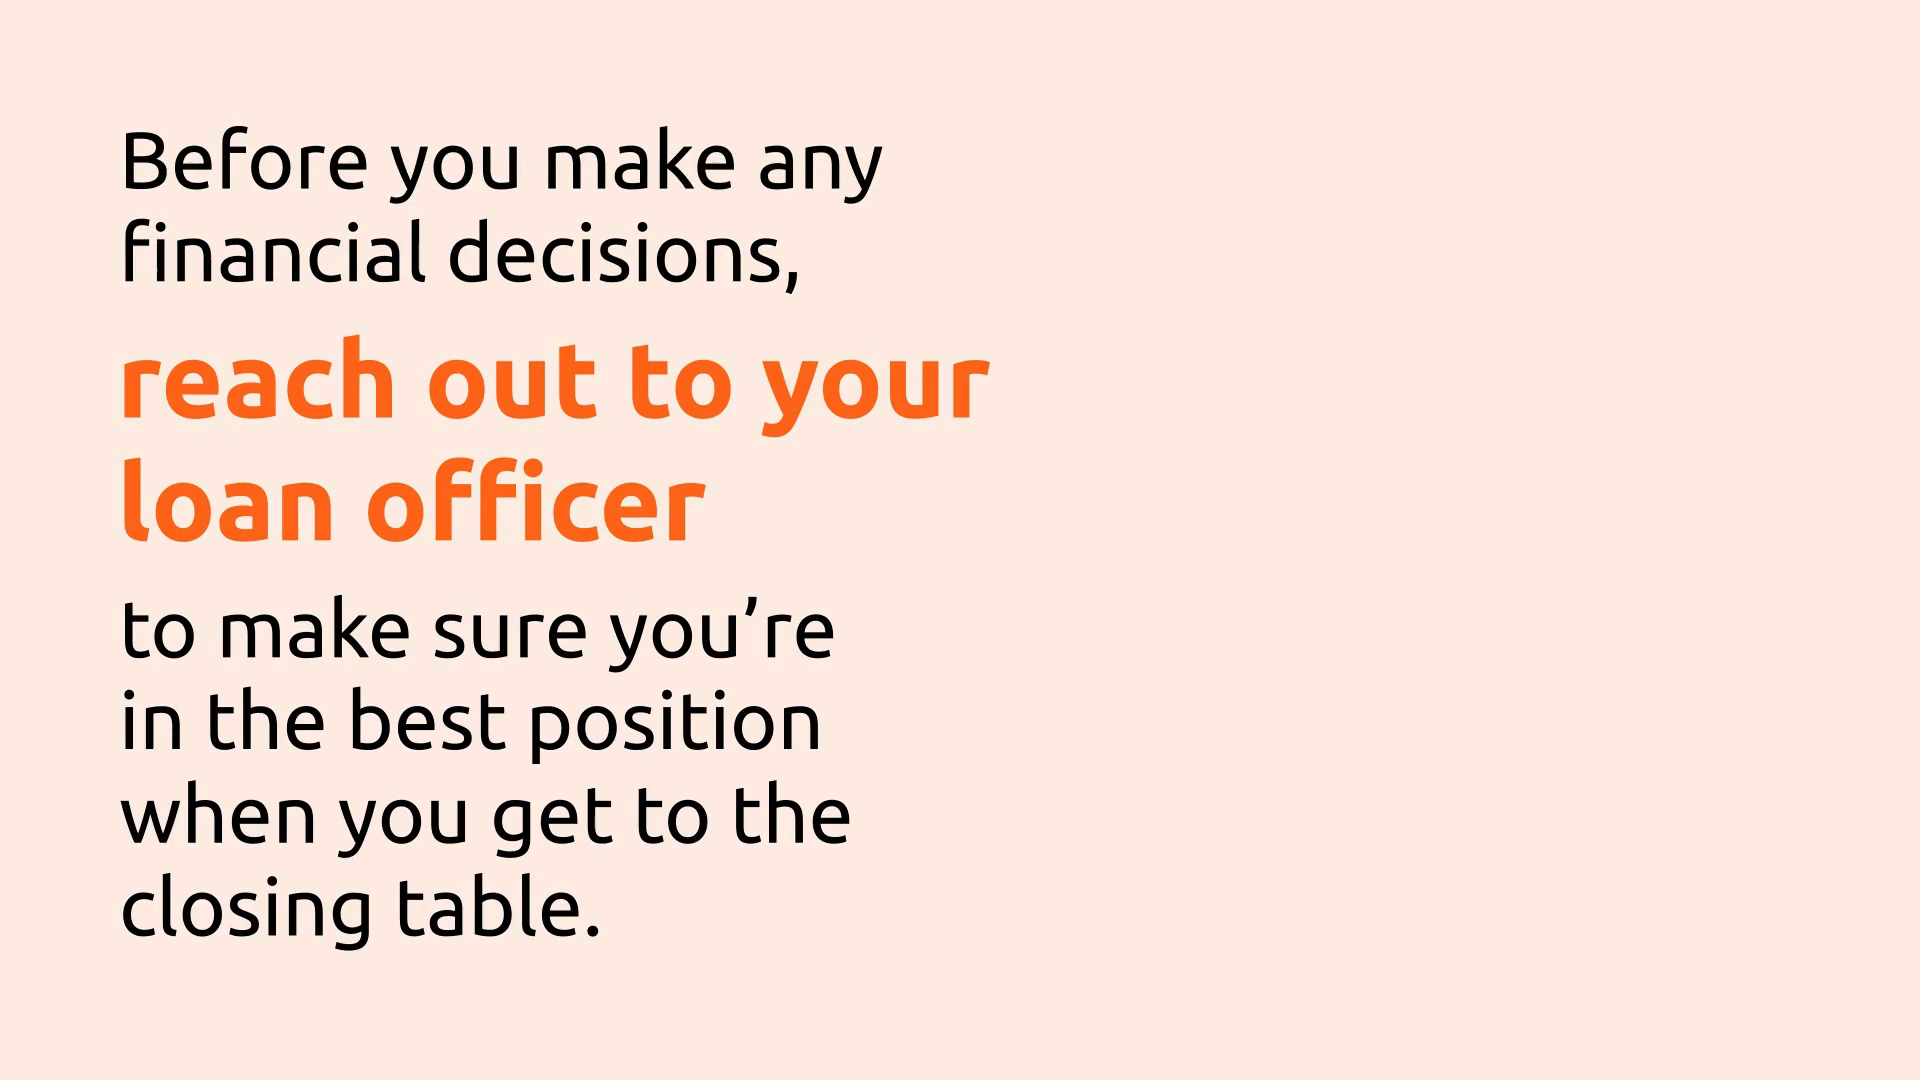 Before you make any
financial decisions,
reach out to your
loan officer
to make sure you’re
in the best position
when you get to the
closing table.